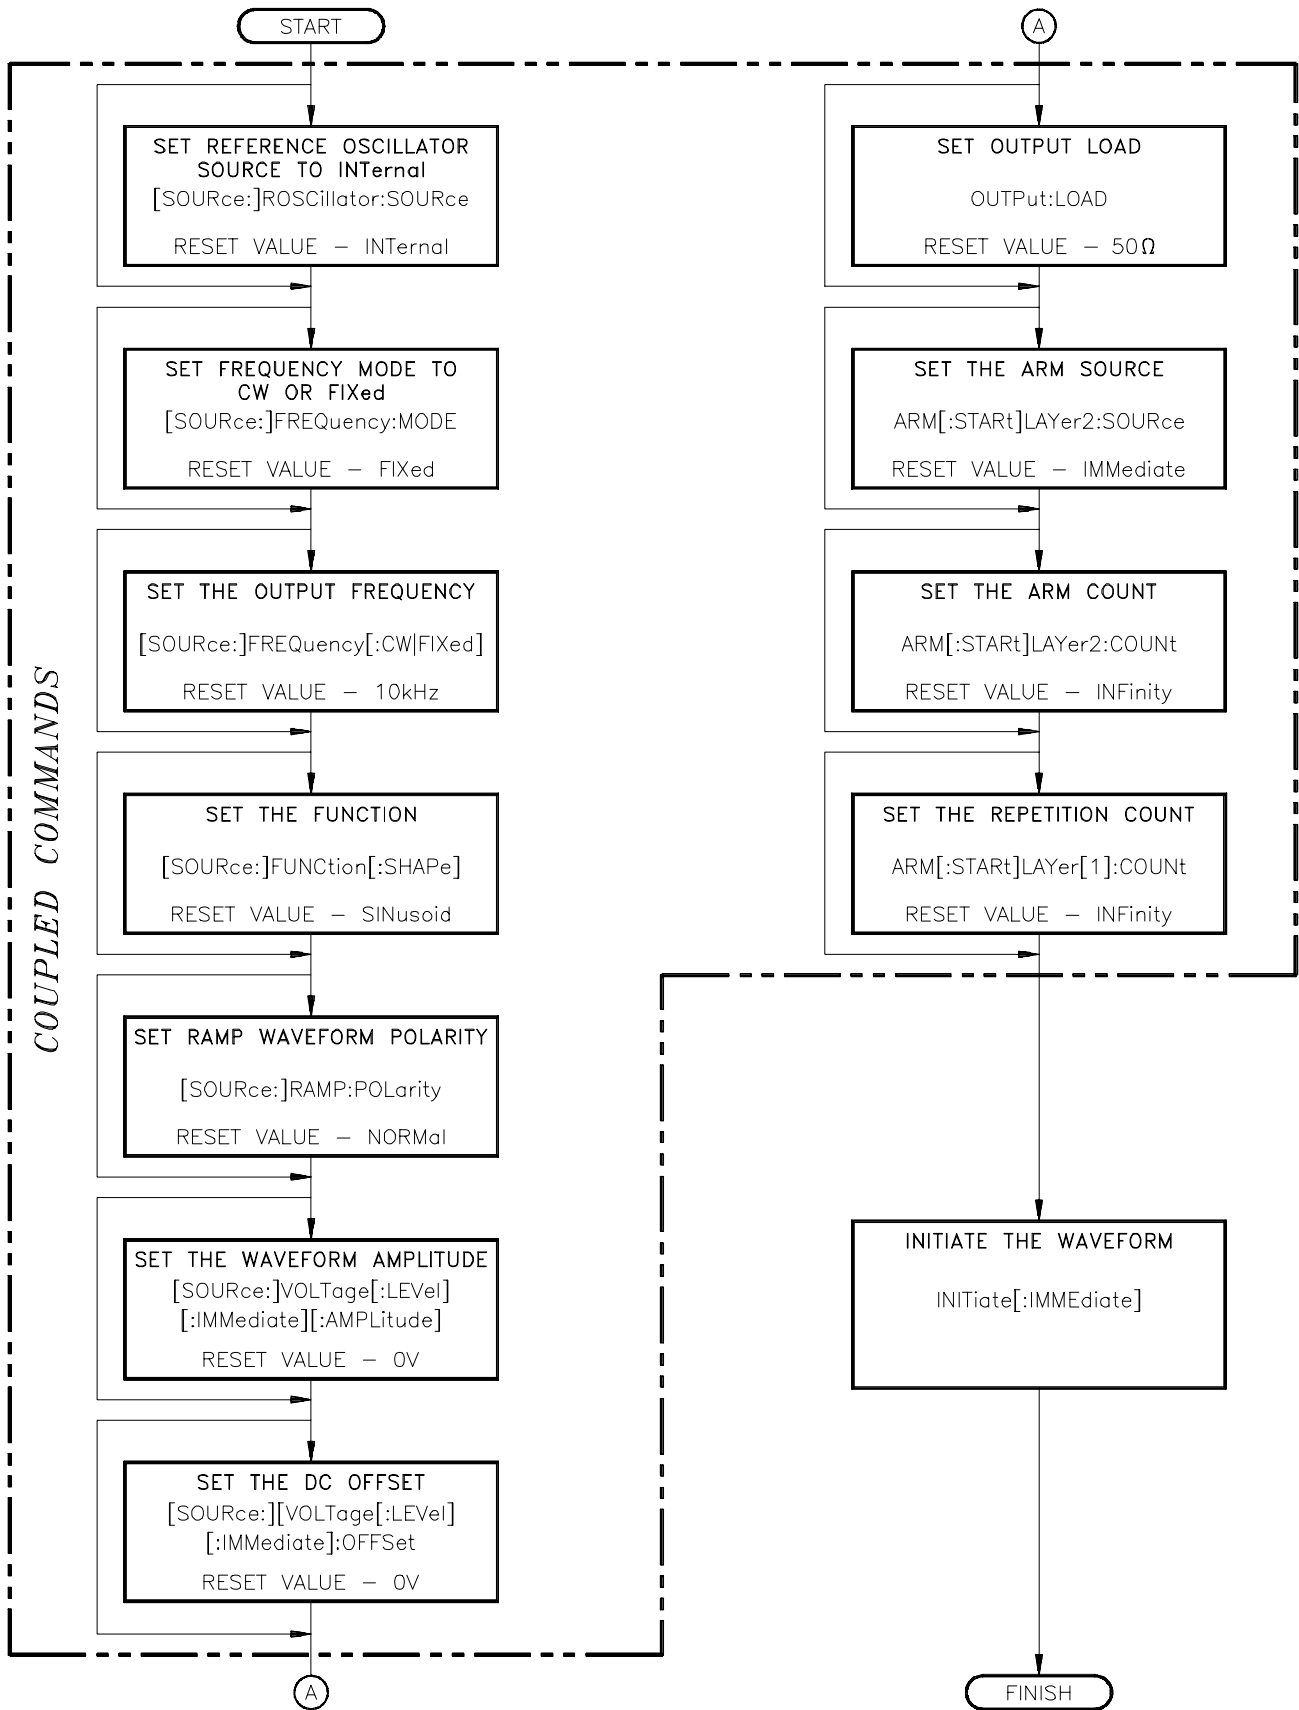 START
SET REFERENCE OSCILLATOR
SOURCE TO INTernal
[SOURce:]ROSCillator:SOURce
RESET VALUE – INTernal
SET FREQUENCY MODE TO
CW OR FIXed
[SOURce:]FREQuency:MODE
RESET VALUE – FIXed
SET THE OUTPUT FREQUENCY
[SOURce:]FREQuency[:CW|FIXed]
RESET VALUE – 10kHz
SET THE FUNCTION
[SOURce:]FUNCtion[:SHAPe]
RESET VALUE – SINusoid
SET RAMP WAVEFORM POLARITY
[SOURce:]RAMP:POLarity
RESET VALUE – NORMal
SET THE WAVEFORM AMPLITUDE
[SOURce:]VOLTage[:LEVel]
[:IMMediate][:AMPLitude]
RESET VALUE – 0V
SET THE DC OFFSET
[SOURce:][VOLTage[:LEVel]
[:IMMediate]:OFFSet
RESET VALUE – 0V
A
COUPLED COMMANDS
A
SET OUTPUT LOAD
OUTPut:LOAD
RESET VALUE – 50Ω
SET THE ARM SOURCE
ARM[:STARt]LAYer2:SOURce
RESET VALUE – IMMediate
SET THE ARM COUNT
ARM[:STARt]LAYer2:COUNt
RESET VALUE – INFinity
SET THE REPETITION COUNT
ARM[:STARt]LAYer[1]:COUNt
RESET VALUE – INFinity
INITIATE THE WAVEFORM
INITiate[:IMMEdiate]
FINISH